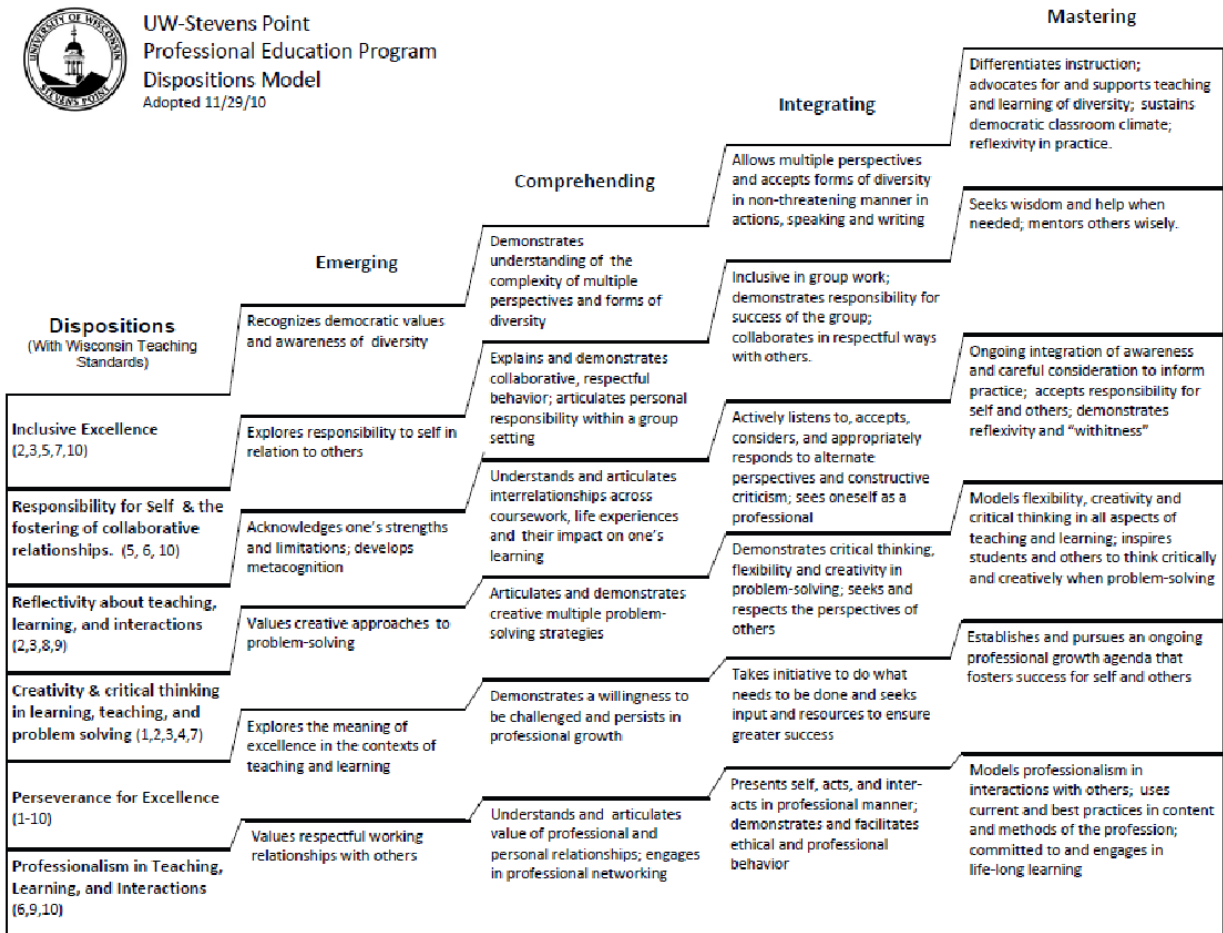 UNIVERSITY OF WISCONSIN
STEVENS POINT
UW-Stevens Point
Professional Education Program
Dispositions Model
Adopted 11/29/10
Dispositions
(With Wisconsin Teaching
Standards)
Inclusive Excellence
(2,3,5,7,10)
Responsibility for Self & the
fostering of collaborative
relationships. (5, 6, 10)
Reflectivity about teaching,
learning, and interactions
(2,3,8,9)
Creativity & critical thinking
in learning, teaching, and
problem solving (1,2,3,4,7)
Perseverance for Excellence
(1-10)
Professionalism in Teaching,
Learning, and Interactions
(6,9,10)
Emerging
Recognizes democratic values
and awareness of diversity
Explores responsibility to self in
relation to others
Acknowledges one's strengths
and limitations; develops
metacognition
Values creative approaches to
problem-solving
Explores the meaning of
excellence in the contexts of
teaching and learning
Values respectful working
relationships with others
Comprehending
Demonstrates
understanding of the
complexity of multiple
perspectives and forms of
diversity
Explains and demonstrates
collaborative, respectful
behavior; articulates personal
responsibility within a group
setting
Understands and articulates
interrelationships across
coursework, life experiences
and their impact on one's
learning
Articulates and demonstrates
creative multiple problem-
solving strategies
Demonstrates a willingness to
be challenged and persists in
professional growth
Understands and articulates
value of professional and
personal relationships; engages
in professional networking
Integrating
Allows multiple perspectives
and accepts forms of diversity
in non-threatening manner in
actions, speaking and writing
Inclusive in group work;
demonstrates responsibility for
success of the group;
collaborates in respectful ways
with others.
Actively listens to, accepts,
considers, and appropriately
responds to alternate
perspectives and constructive
criticism; sees oneself as a
professional
Demonstrates critical thinking,
flexibility and creativity in
problem-solving; seeks and
respects the perspectives of
others
Takes initiative to do what
needs to be done and seeks
input and resources to ensure
greater success
Presents self, acts, and inter-
acts in professional manner;
demonstrates and facilitates
ethical and professional
behavior
Mastering
Differentiates instruction;
advocates for and supports teaching
and learning of diversity; sustains
democratic classroom climate;
reflexivity in practice.
Seeks wisdom and help when
needed; mentors others wisely.
Ongoing integration of awareness
and careful consideration to inform
practice; accepts responsibility for
self and others; demonstrates
reflexivity and "withitness"
Models flexibility, creativity and
critical thinking in all aspects of
teaching and learning; inspires
students and others to think critically
and creatively when problem-solving
Establishes and pursues an ongoing
professional growth agenda that
fosters success for self and others
Models professionalism in
interactions with others; uses
current and best practices in content
and methods of the profession;
committed to and engages in
life-long learning